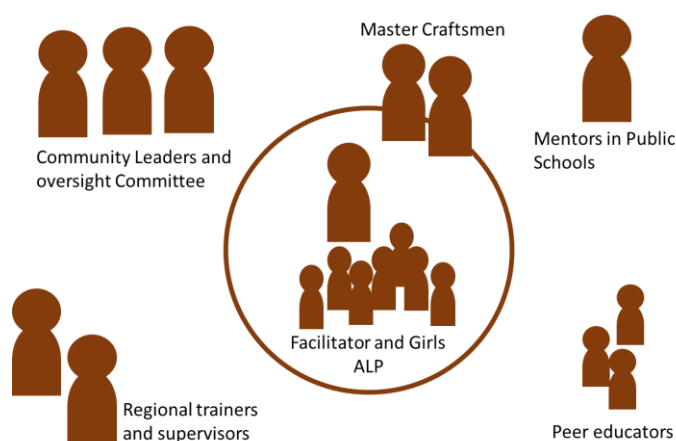 Master Craftsmen
Community Leaders and
oversight Committee
Mentors in Public
Schools
Facilitator and Girls
ALP
Regional trainers
and supervisors
Peer educators